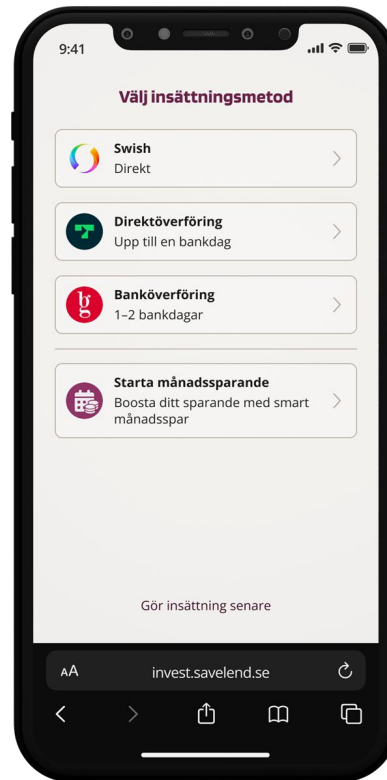 9:41
Välj insättningsmetod
Swish
Direkt
Direktöverföring
Upp till en bankdag
Banköverföring
1–2 bankdagar
Starta månadssparande
Boosta ditt sparande med smart
månadsspar
Gör insättning senare
AA
invest.savelend.se